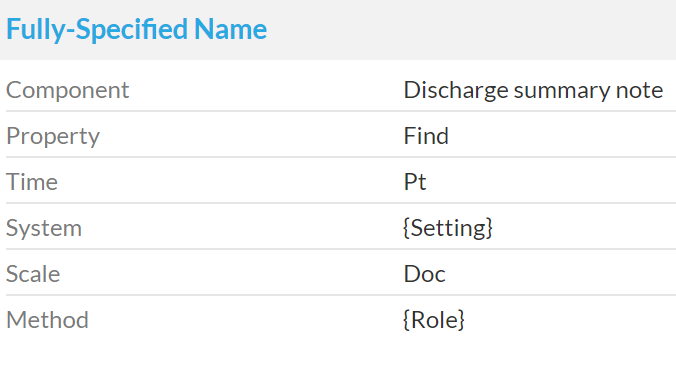 Fully-Specified Name
Component Discharge summary note
Property Find
Time Pt
System {Setting}
Scale Doc
Method {Role}